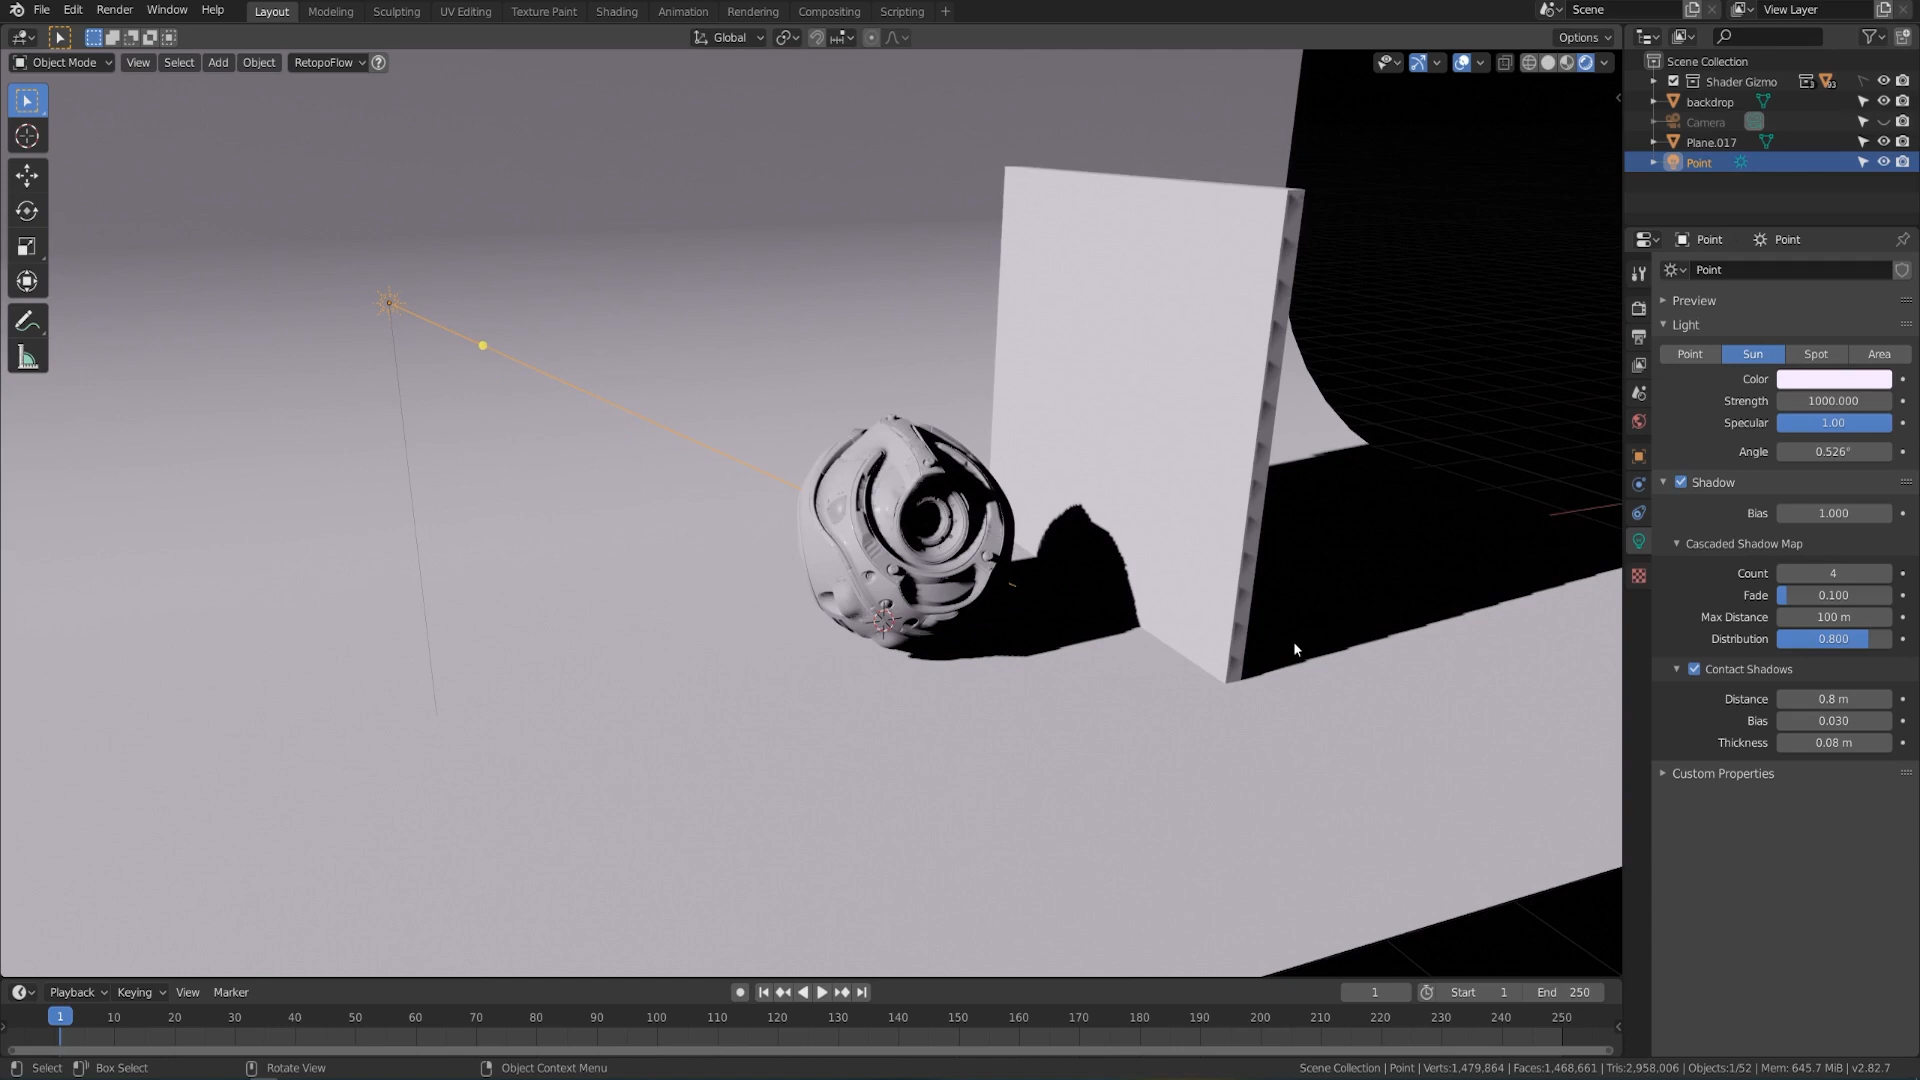 File Edit Render Window Help Layout Modeling Sculpting UV Editing Texture Paint Shading Animation Rendering Compositing Scripting + Scene View Layer
Global Options
Object Mode View Select Add Object RetopoFlow
Scene Collection
Shader Gizmo
backdrop
Camera
Plane.017
Point
Point Point
Point
Preview
Light
Point Sun Spot Area
Color
Strength 1000.000
Specular 1.00
Angle 0.526°
Shadow
Bias 1.000
Cascaded Shadow Map
Count 4
Fade 0.100
Max Distance 100 m
Distribution 0.800
Contact Shadows
Distance 0.8 m
Bias 0.030
Thickness 0.08 m
Custom Properties
Playback Keying View Marker 1 Start 1 End 250
1 10 20 30 40 50 60 70 80 90 100 110 120 130 140 150 160 170 180 190 200 210 220 230 240 250
Select Box Select Rotate View Object Context Menu Scene Collection | Point | Verts:1,479,864 | Faces:1,468,661 | Tris:2,958,006 | Objects:1/52 | Mem: 645.7 MiB | v2.82.7